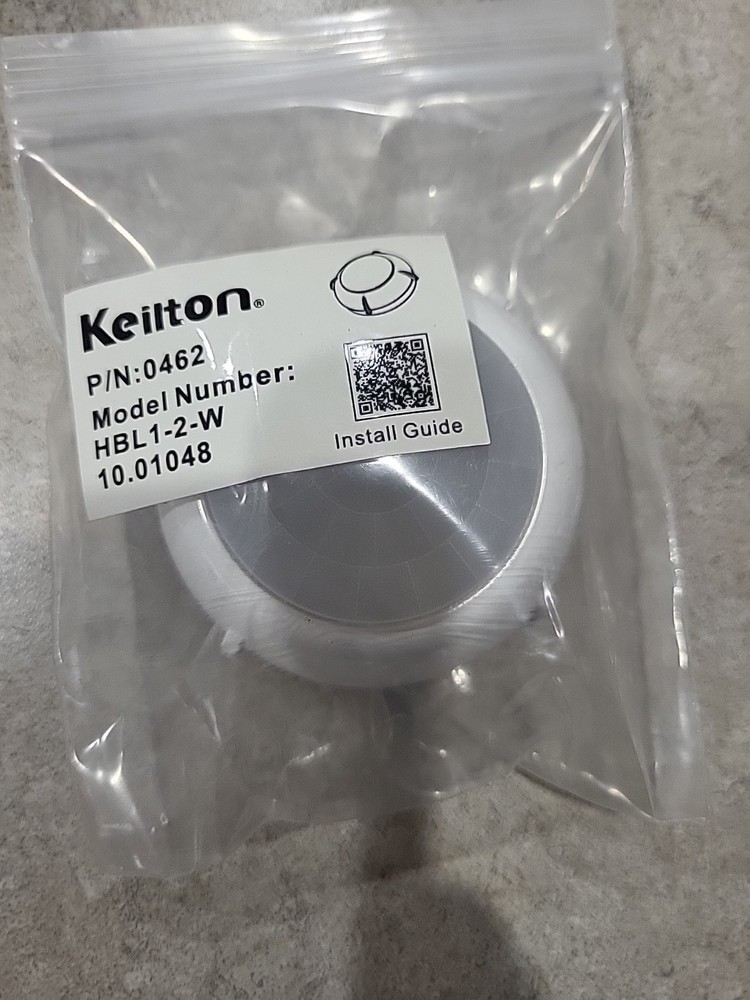 Keilton®
P/N:0462
Model Number:
HBL1-2-W
10.01048
Install Guide